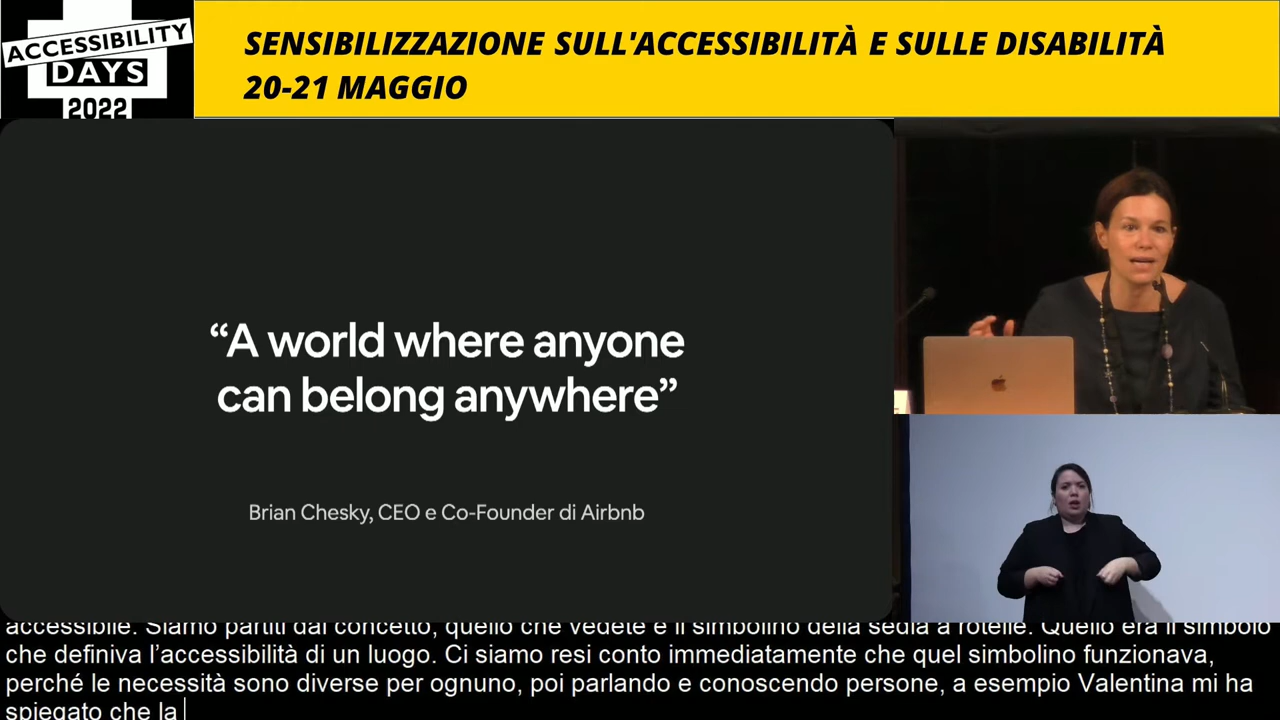 ACCESSIBILITY
DAYS
2022
SENSIBILIZZAZIONE SULL'ACCESSIBILITÀ E SULLE DISABILITÀ
20-21 MAGGIO
“A world where anyone
can belong anywhere”
Brian Chesky, CEO e Co-Founder di Airbnb
accessibile. Siamo partiti dal concetto, quello che vedete è il simbolino della sedia a rotelle. Quello era il simbolo
che definiva l’accessibilità di un luogo. Ci siamo resi conto immediatamente che quel simbolino funzionava,
perché le necessità sono diverse per ognuno, poi parlando e conoscendo persone, a esempio Valentina mi ha
spiegato che la